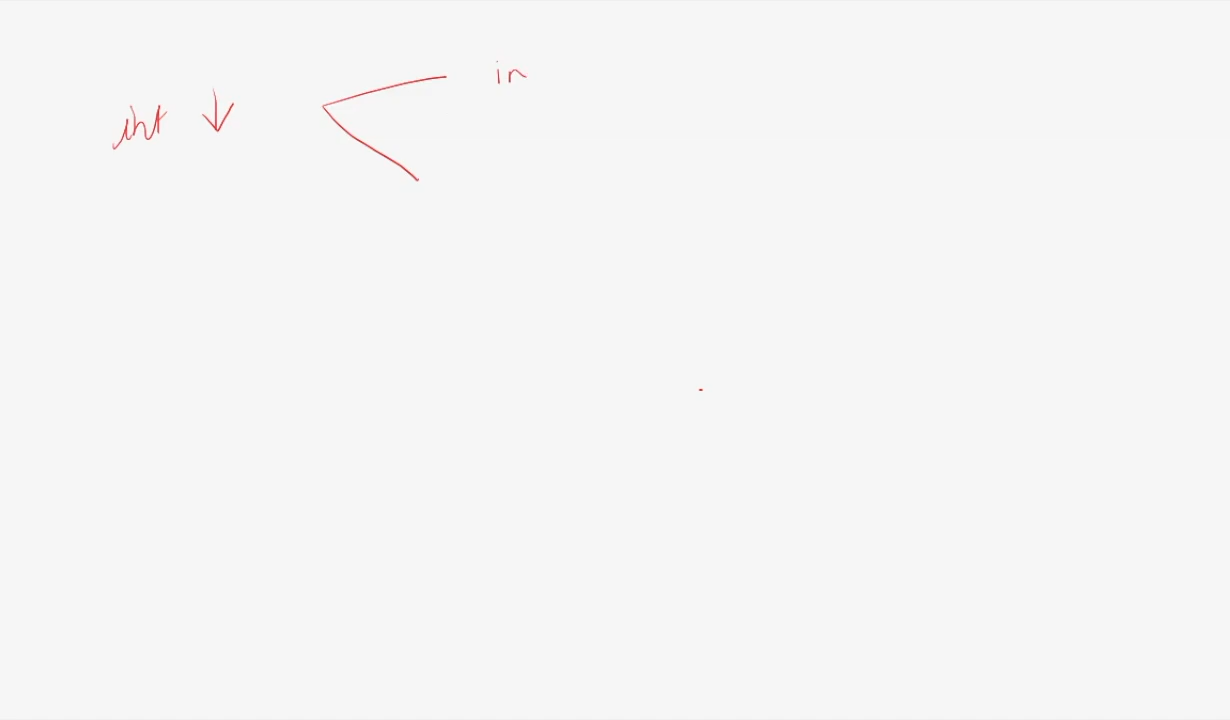 int ↓
in